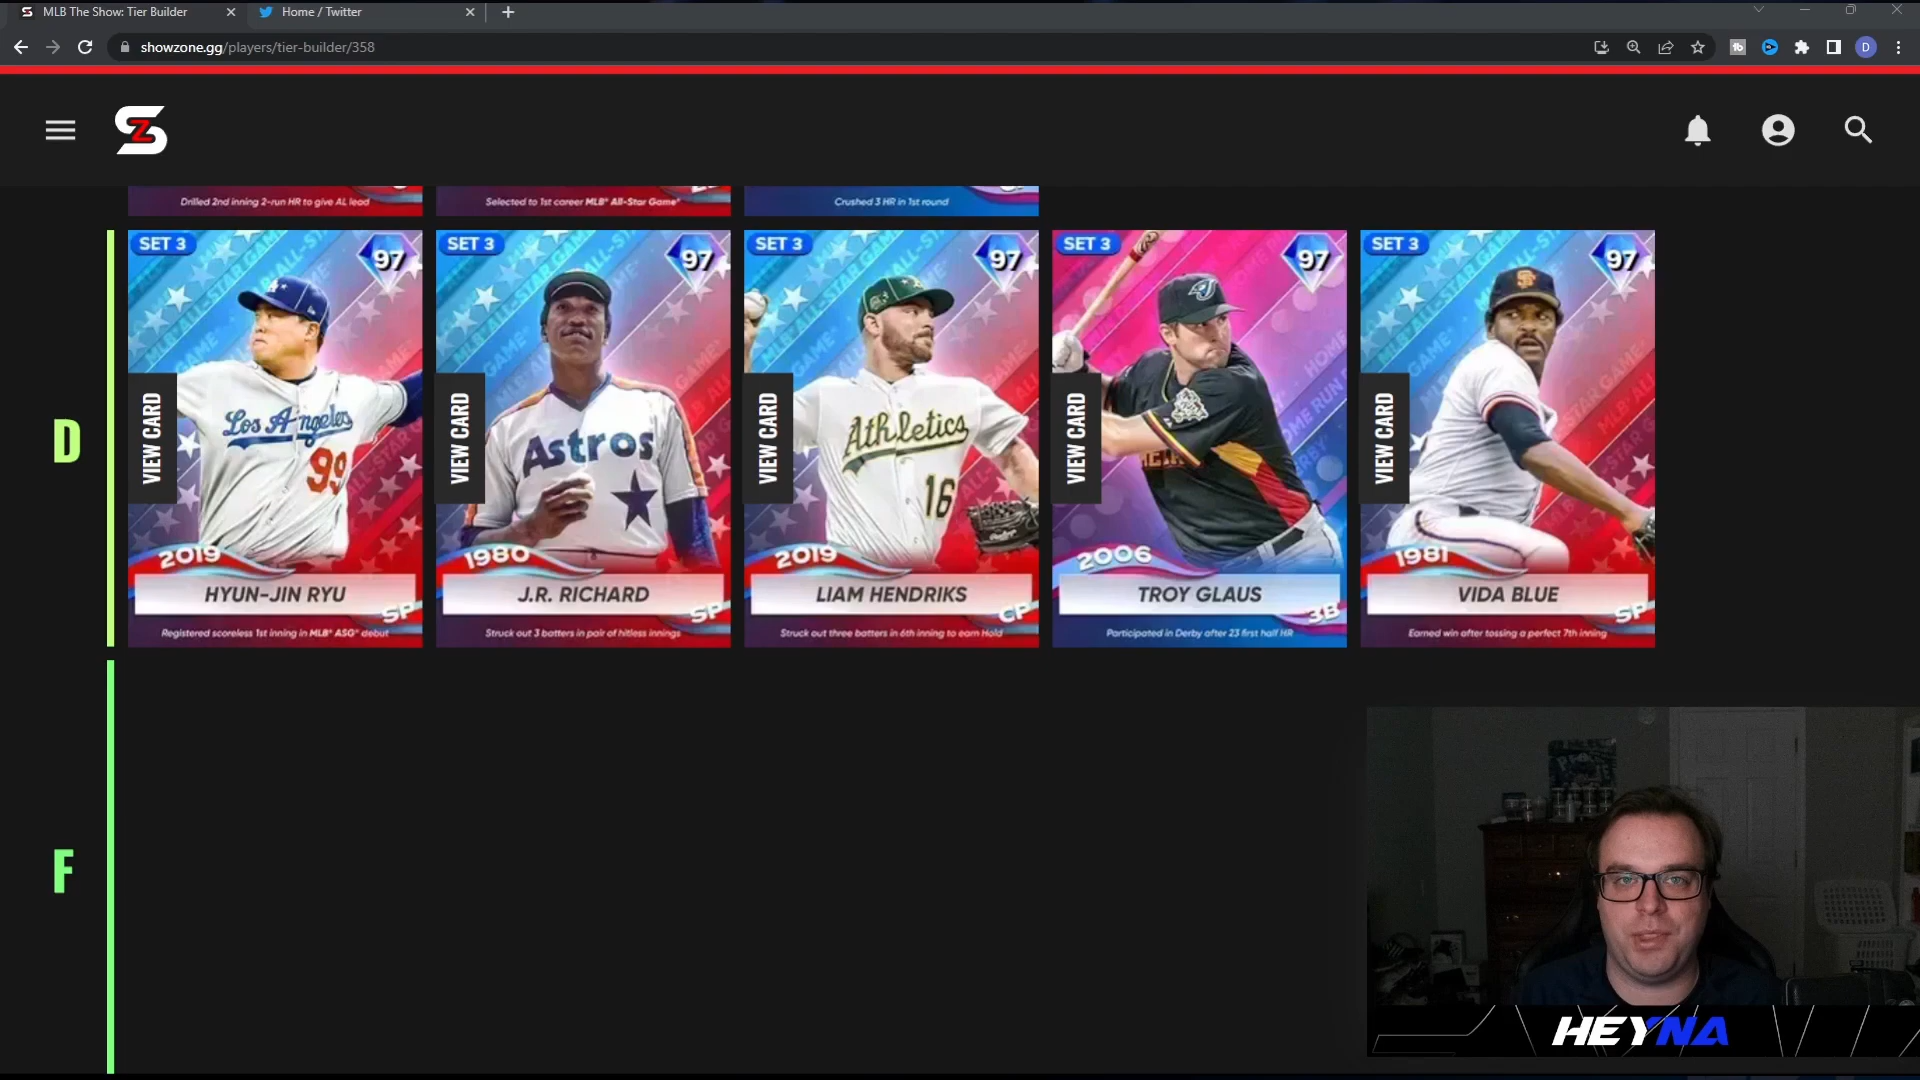 MLB The Show: Tier Builder
Home / Twitter
showzone.gg/players/tier-builder/358
D
Drilled 2nd inning 2-run HR to give AL lead
Selected to 1st career MLB® All-Star Game®
Crushed 3 HR in 1st round
D
SET 3
97
VIEW CARD
Los Angeles
99
2019
HYUN-JIN RYU
SP
Registered scoreless 1st inning in MLB® ASG® debut
SET 3
97
VIEW CARD
Astros
1980
J.R. RICHARD
SP
Struck out 3 batters in pair of hitless innings
SET 3
97
VIEW CARD
Athletics
16
2019
LIAM HENDRIKS
CP
Struck out three batters in 6th inning to earn Hold
SET 3
97
VIEW CARD
2006
TROY GLAUS
3B
Participated in Derby after 23 first half HR
SET 3
97
VIEW CARD
1981
VIDA BLUE
SP
Earned win after tossing a perfect 7th inning
F
HEYNA